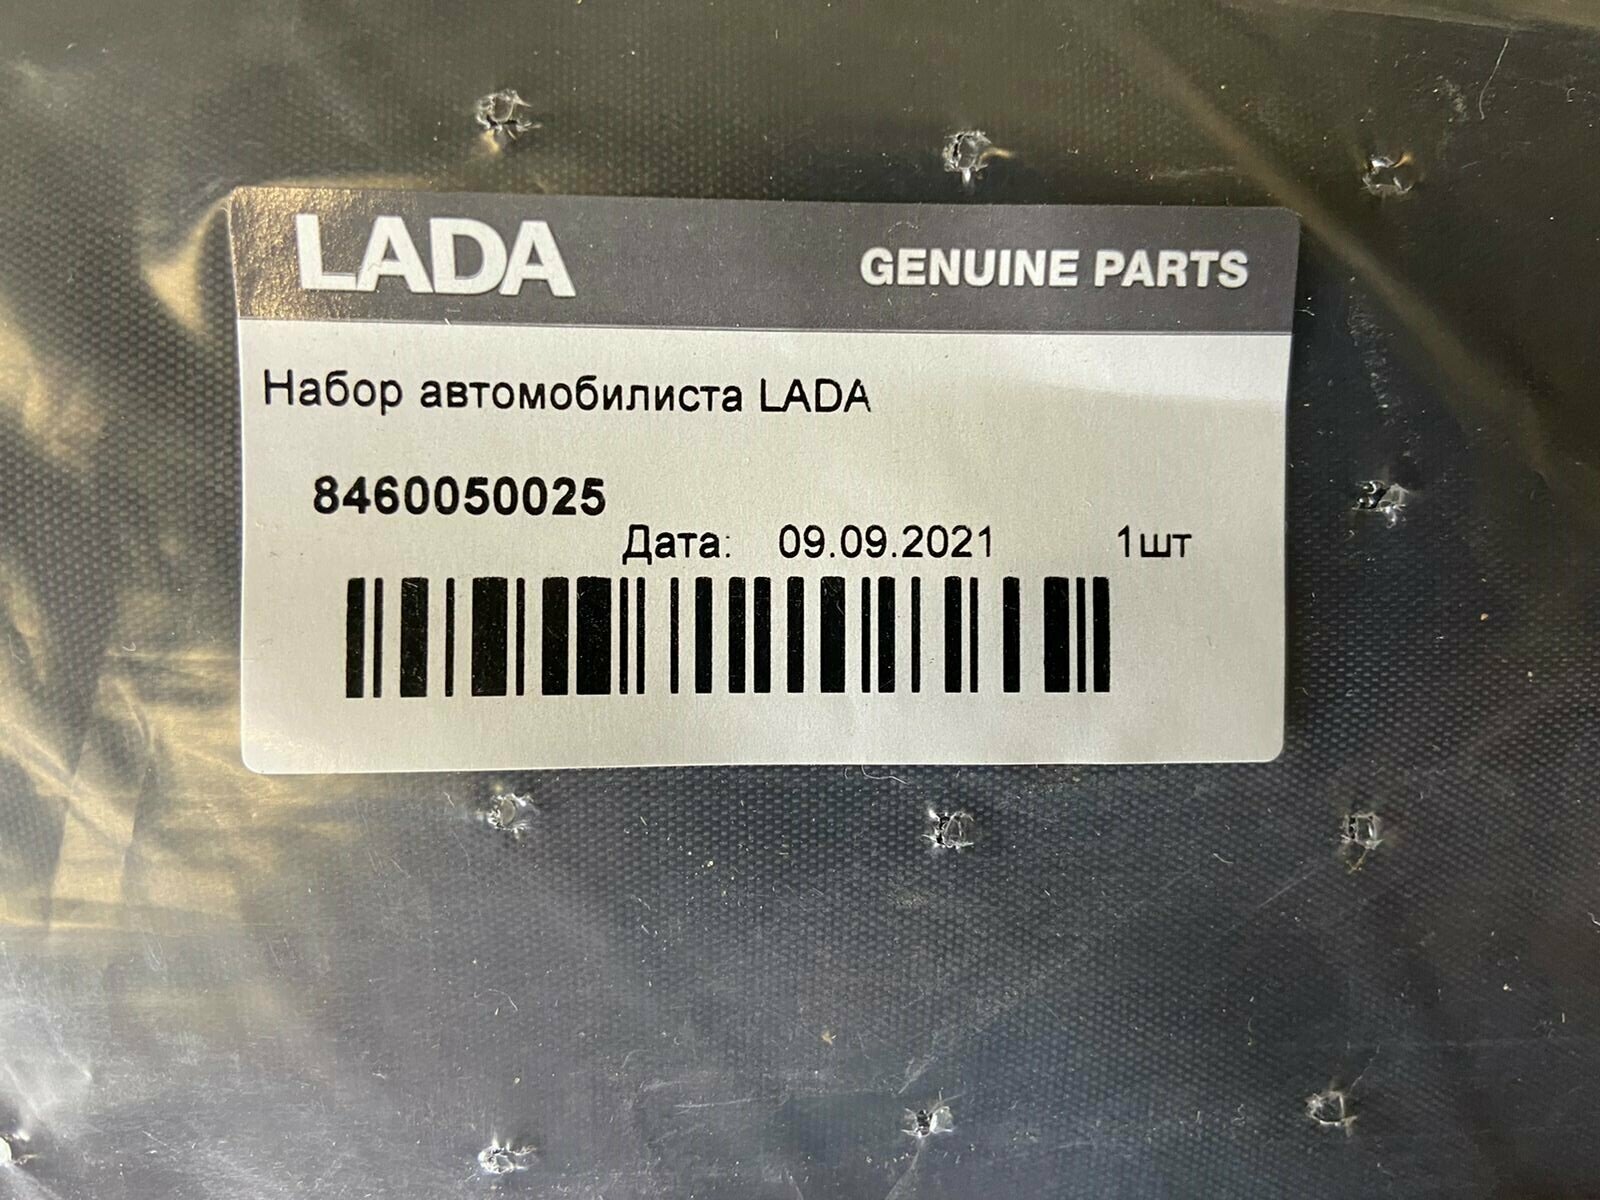 LADA GENUINE PARTS
Набор автомобилиста LADA
8460050025
Дата: 09.09.2021 1шт